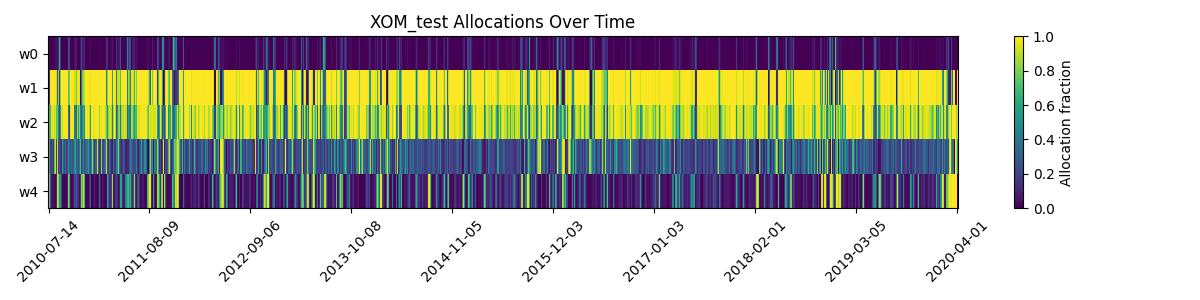 XOM_test Allocations Over Time
w0
w1
w2
w3
w4
2010-07-14
2011-08-09
2012-09-06
2013-10-08
2014-11-05
2015-12-03
2017-01-03
2018-02-01
2019-03-05
2020-04-01
1.0
0.8
0.6
0.4
0.2
0.0
Allocation fraction